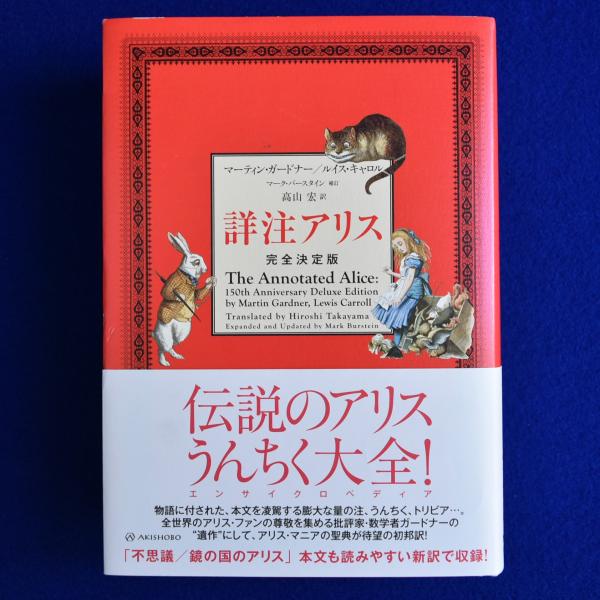 マーティン・ガードナー／ルイス・キャロル
マーク・バースタイン 補訂
高山 宏 訳
詳注アリス
完全決定版
The Annotated Alice:
150th Anniversary Deluxe Edition
by Martin Gardner, Lewis Carroll
Translated by Hiroshi Takayama
Expanded and Updated by Mark Burstein
伝説のアリス
うんちく大全!
エンサイクロペディア
物語に付された、本文を凌駕する膨大な量の注、うんちく、トリビア…。
全世界のアリス・ファンの尊敬を集める批評家・数学者ガードナーの
“遺作”にして、アリス・マニアの聖典が待望の初邦訳!
AKISHOBO
「不思議／鏡の国のアリス」本文も読みやすい新訳で収録!